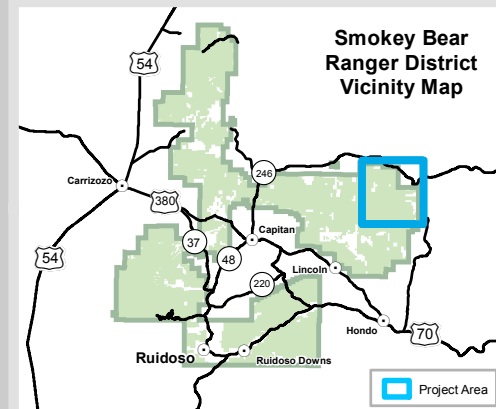 Smokey Bear
Ranger District
Vicinity Map
54
246
Carrizozo
380
Capitan
37
48
54
Lincoln
220
Hondo
70
Ruidoso
Ruidoso Downs
Project Area